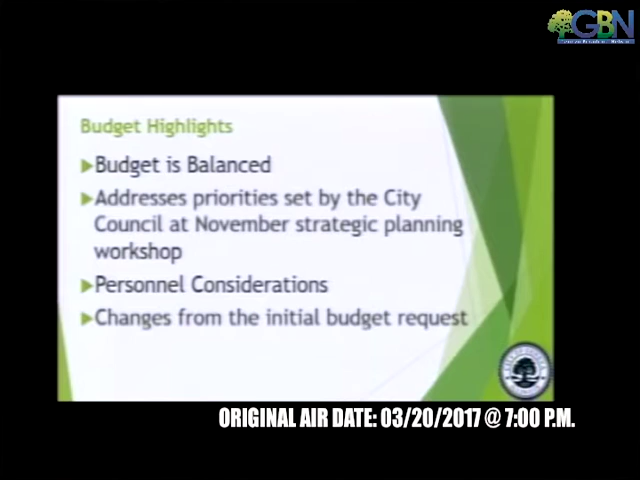 GBN
Budget Highlights
Budget is Balanced
Addresses priorities set by the City
Council at November strategic planning
workshop
Personnel Considerations
Changes from the initial budget request
ORIGINAL AIR DATE: 03/20/2017 @ 7:00 P.M.